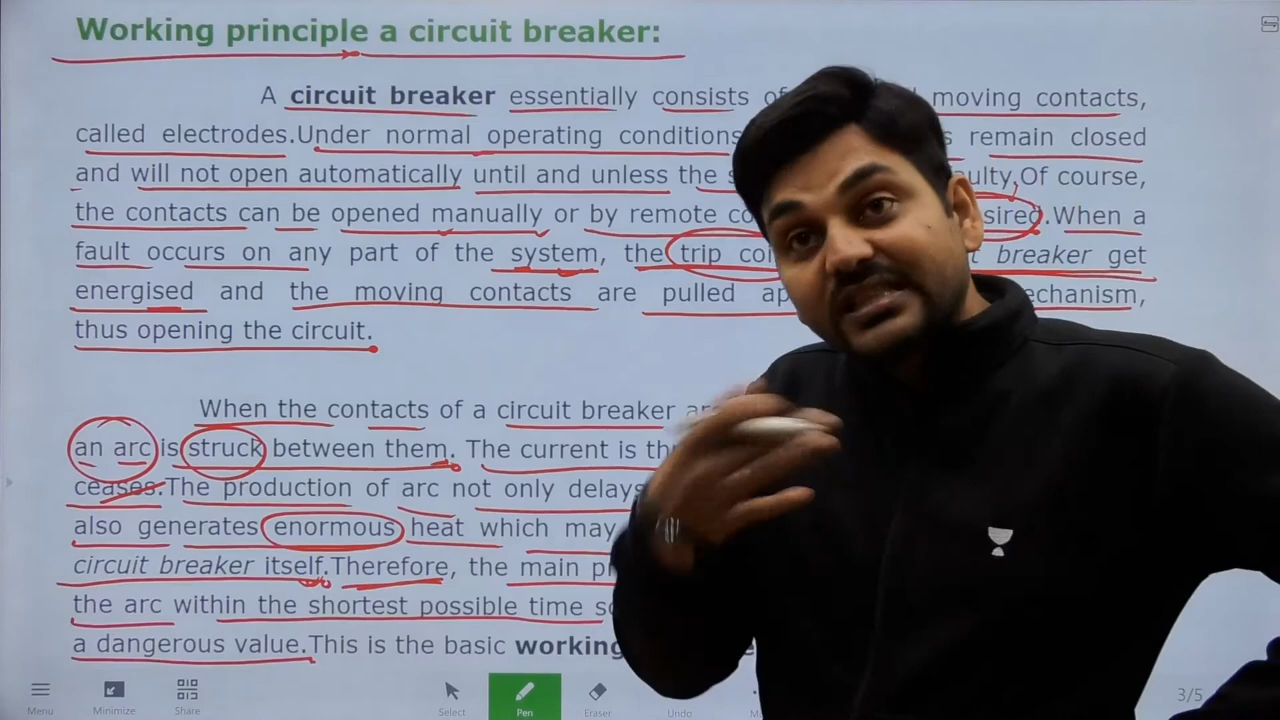 Working principle a circuit breaker:
A circuit breaker essentially consists of moving contacts,
called electrodes.Under normal operating conditions remain closed
and will not open automatically until and unless the Of course,
the contacts can be opened manually or by remote .When a
fault occurs on any part of the system, the trip breaker get
energised and the moving contacts are pulled
thus opening the circuit.
When the contacts of a circuit breaker
an arc is struck between them. The current is
ceases.The production of arc not only delays
also generates enormous heat which may
circuit breaker itself.Therefore, the main
the arc within the shortest possible time
a dangerous value.This is the basic working
Menu Minimize Share Select Pen Eraser Undo 3/5